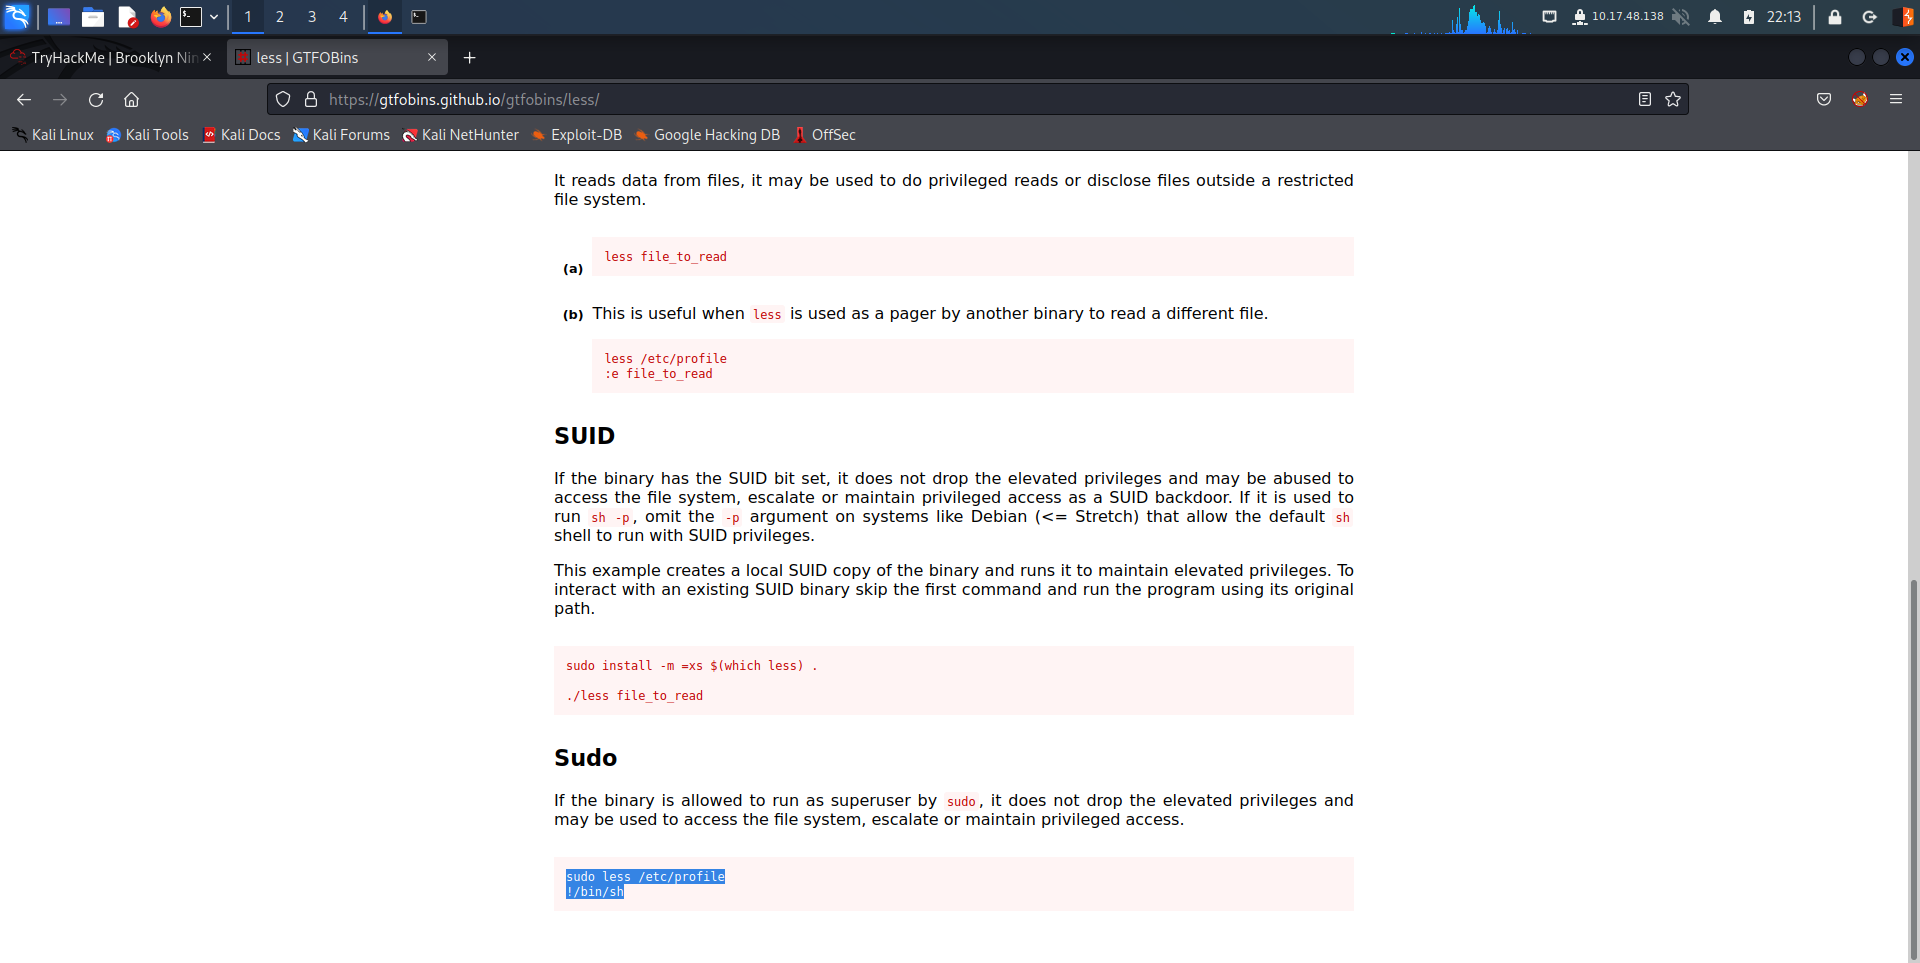 1 2 3 4
10.17.48.138
22:13
TryHackMe | Brooklyn Nin
less | GTFOBins
https://gtfobins.github.io/gtfobins/less/
Kali Linux Kali Tools Kali Docs Kali Forums Kali NetHunter Exploit-DB Google Hacking DB OffSec
It reads data from files, it may be used to do privileged reads or disclose files outside a restricted
file system.
(a)
less file_to_read
(b) This is useful when less is used as a pager by another binary to read a different file.
less /etc/profile
:e file_to_read
SUID
If the binary has the SUID bit set, it does not drop the elevated privileges and may be abused to
access the file system, escalate or maintain privileged access as a SUID backdoor. If it is used to
run sh -p, omit the -p argument on systems like Debian (<= Stretch) that allow the default sh
shell to run with SUID privileges.
This example creates a local SUID copy of the binary and runs it to maintain elevated privileges. To
interact with an existing SUID binary skip the first command and run the program using its original
path.
sudo install -m =xs $(which less) .
./less file_to_read
Sudo
If the binary is allowed to run as superuser by sudo, it does not drop the elevated privileges and
may be used to access the file system, escalate or maintain privileged access.
sudo less /etc/profile
!/bin/sh